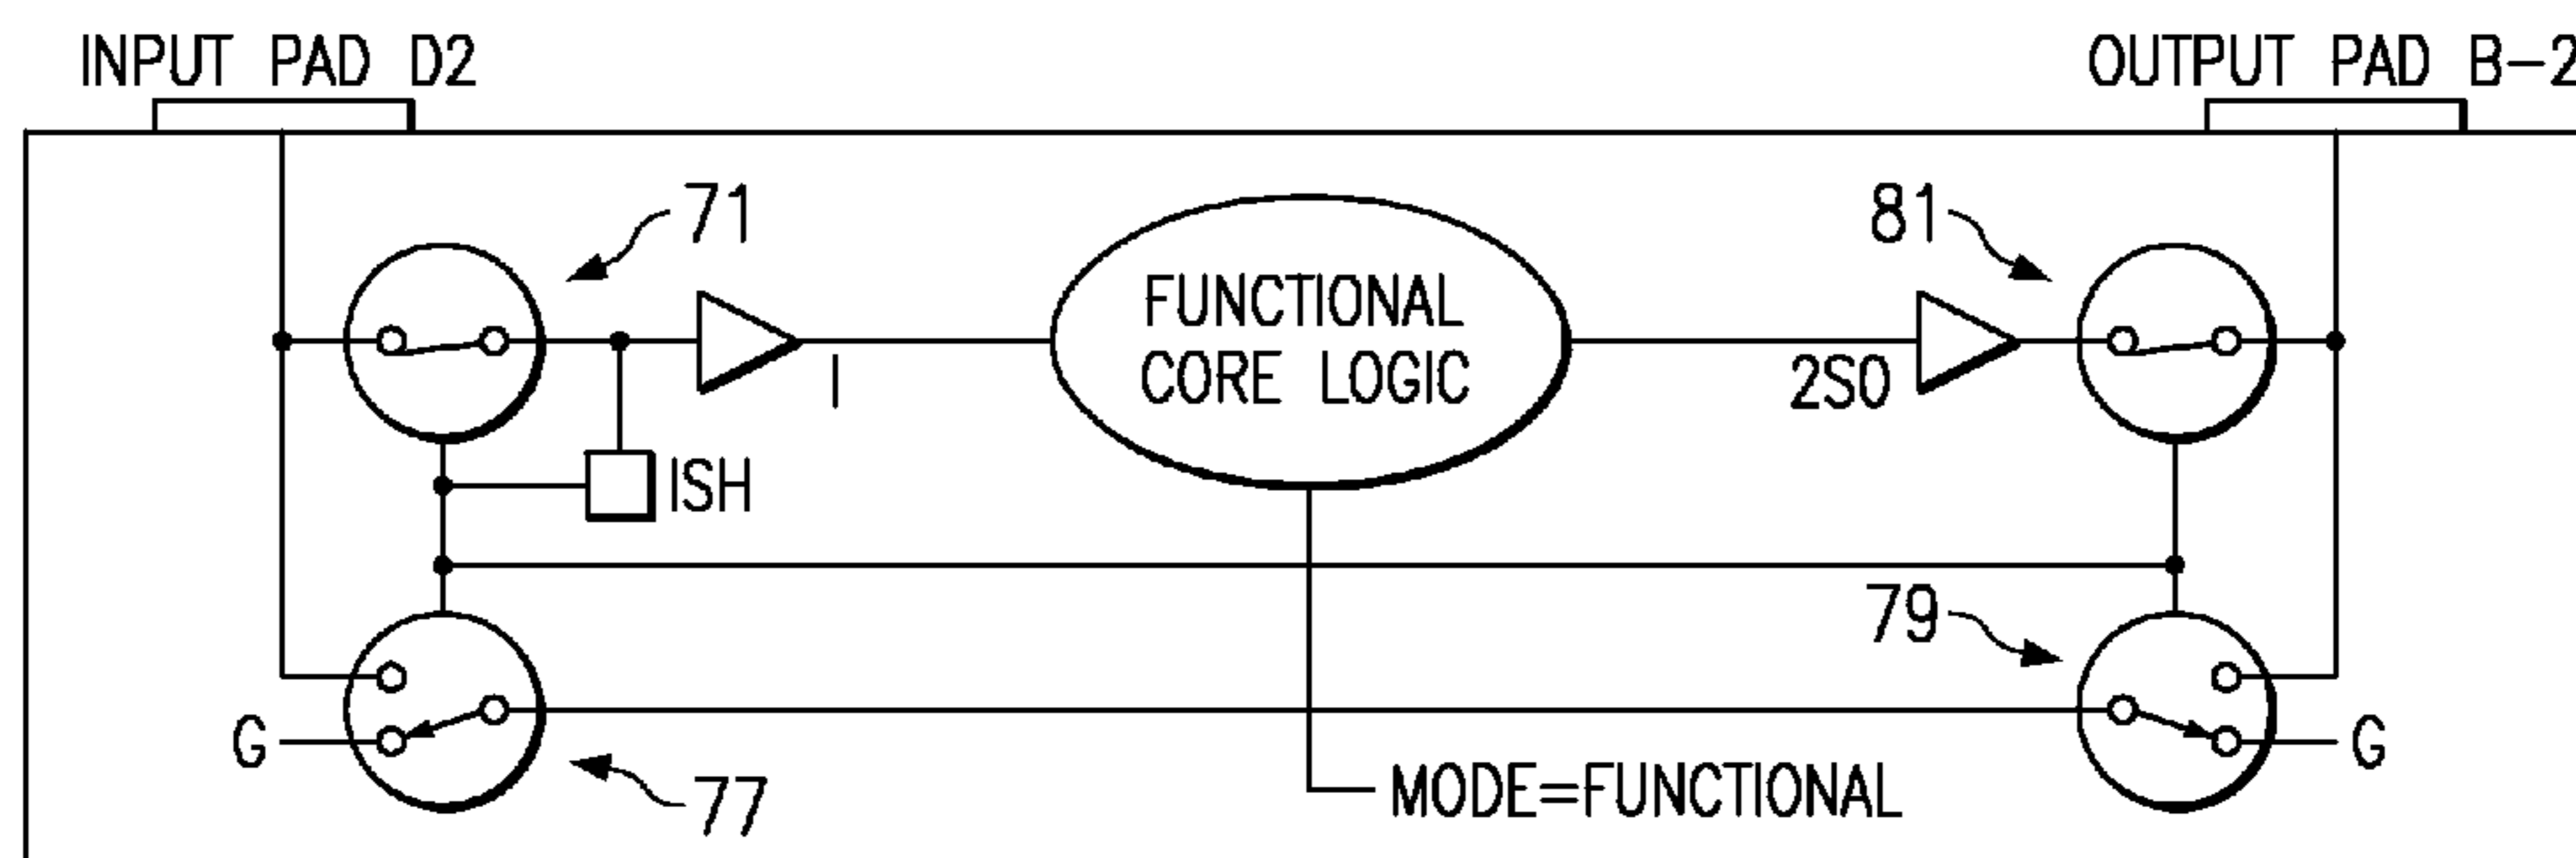 INPUT PAD D2
OUTPUT PAD B-2
71
81
FUNCTIONAL
CORE LOGIC
I
2SO
ISH
79
G
G
77
MODE=FUNCTIONAL